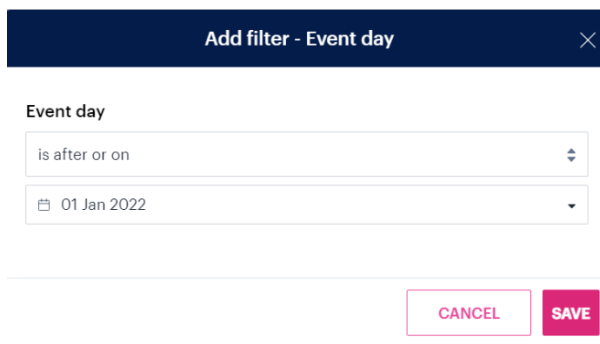 Add filter - Event day
Event day
is after or on
01 Jan 2022
CANCEL
SAVE